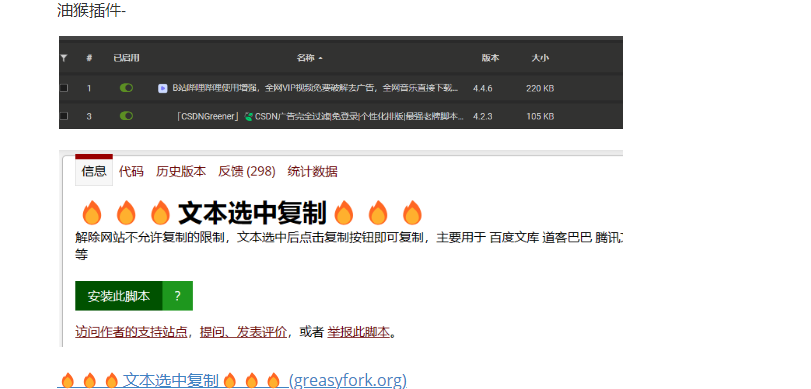 油猴插件-
# 已启用 名称 版本 大小
1 B站哔哩哔哩使用增强，全网VIP视频免费破解去广告，全网音乐直接下载... 4.4.6 220 KB
3 「CSDNGreener」🍃CSDN广告完全过滤|免登录|个性化排版|最强老牌脚本... 4.2.3 105 KB
信息 代码 历史版本 反馈 (298) 统计数据
🔥🔥🔥文本选中复制🔥🔥🔥
解除网站不允许复制的限制，文本选中后点击复制按钮即可复制，主要用于 百度文库 道客巴巴 腾讯
等
安装此脚本 ?
访问作者的支持站点，提问、发表评价，或者 举报此脚本。
🔥🔥🔥文本选中复制🔥🔥🔥 (greasyfork.org)